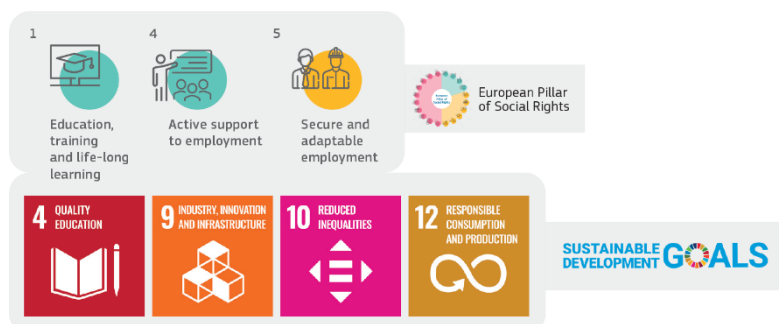 1
Education,
training
and life-long
learning
4
Active support
to employment
5
Secure and
adaptable
employment
European Pillar
of Social Rights
4 QUALITY
EDUCATION
9 INDUSTRY, INNOVATION
AND INFRASTRUCTURE
10 REDUCED
INEQUALITIES
12 RESPONSIBLE
CONSUMPTION
AND PRODUCTION
SUSTAINABLE
DEVELOPMENT
GOALS